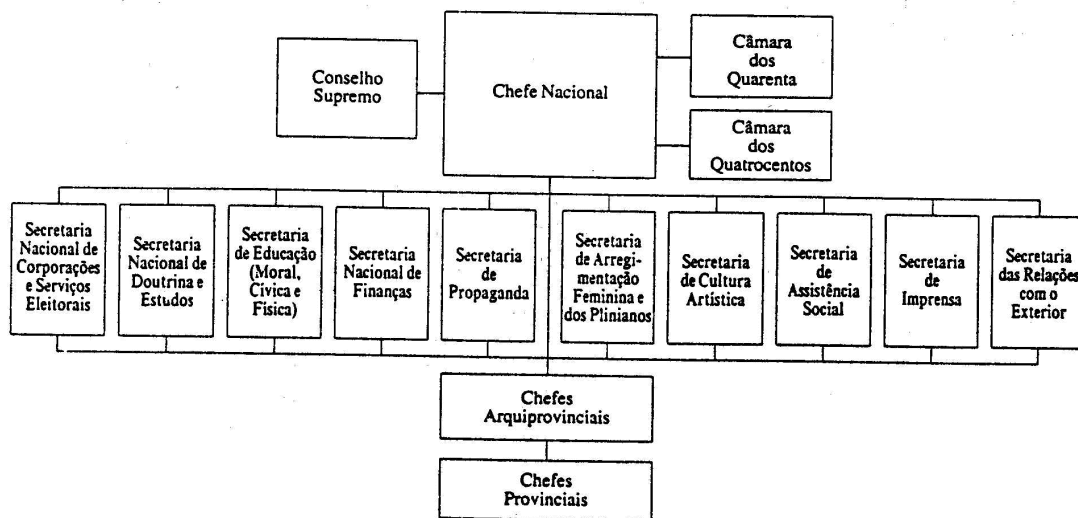 Conselho
Supremo
Chefe Nacional
Câmara
dos
Quarenta
Câmara
dos
Quatrocentos
Secretaria
Nacional de
Corporações
e Serviços
Eleitorais
Secretaria
Nacional de
Doutrina e
Estudos
Secretaria
de Educação
(Moral,
Cívica e
Física)
Secretaria
Nacional de
Finanças
Secretaria
de
Propaganda
Secretaria
de Arregi-
mentação
Feminina e
dos Plinianos
Secretaria
de Cultura
Artística
Secretaria
de
Assistência
Social
Secretaria
de
Imprensa
Secretaria
das Relações
com o
Exterior
Chefes
Arquiprovinciais
Chefes
Provinciais